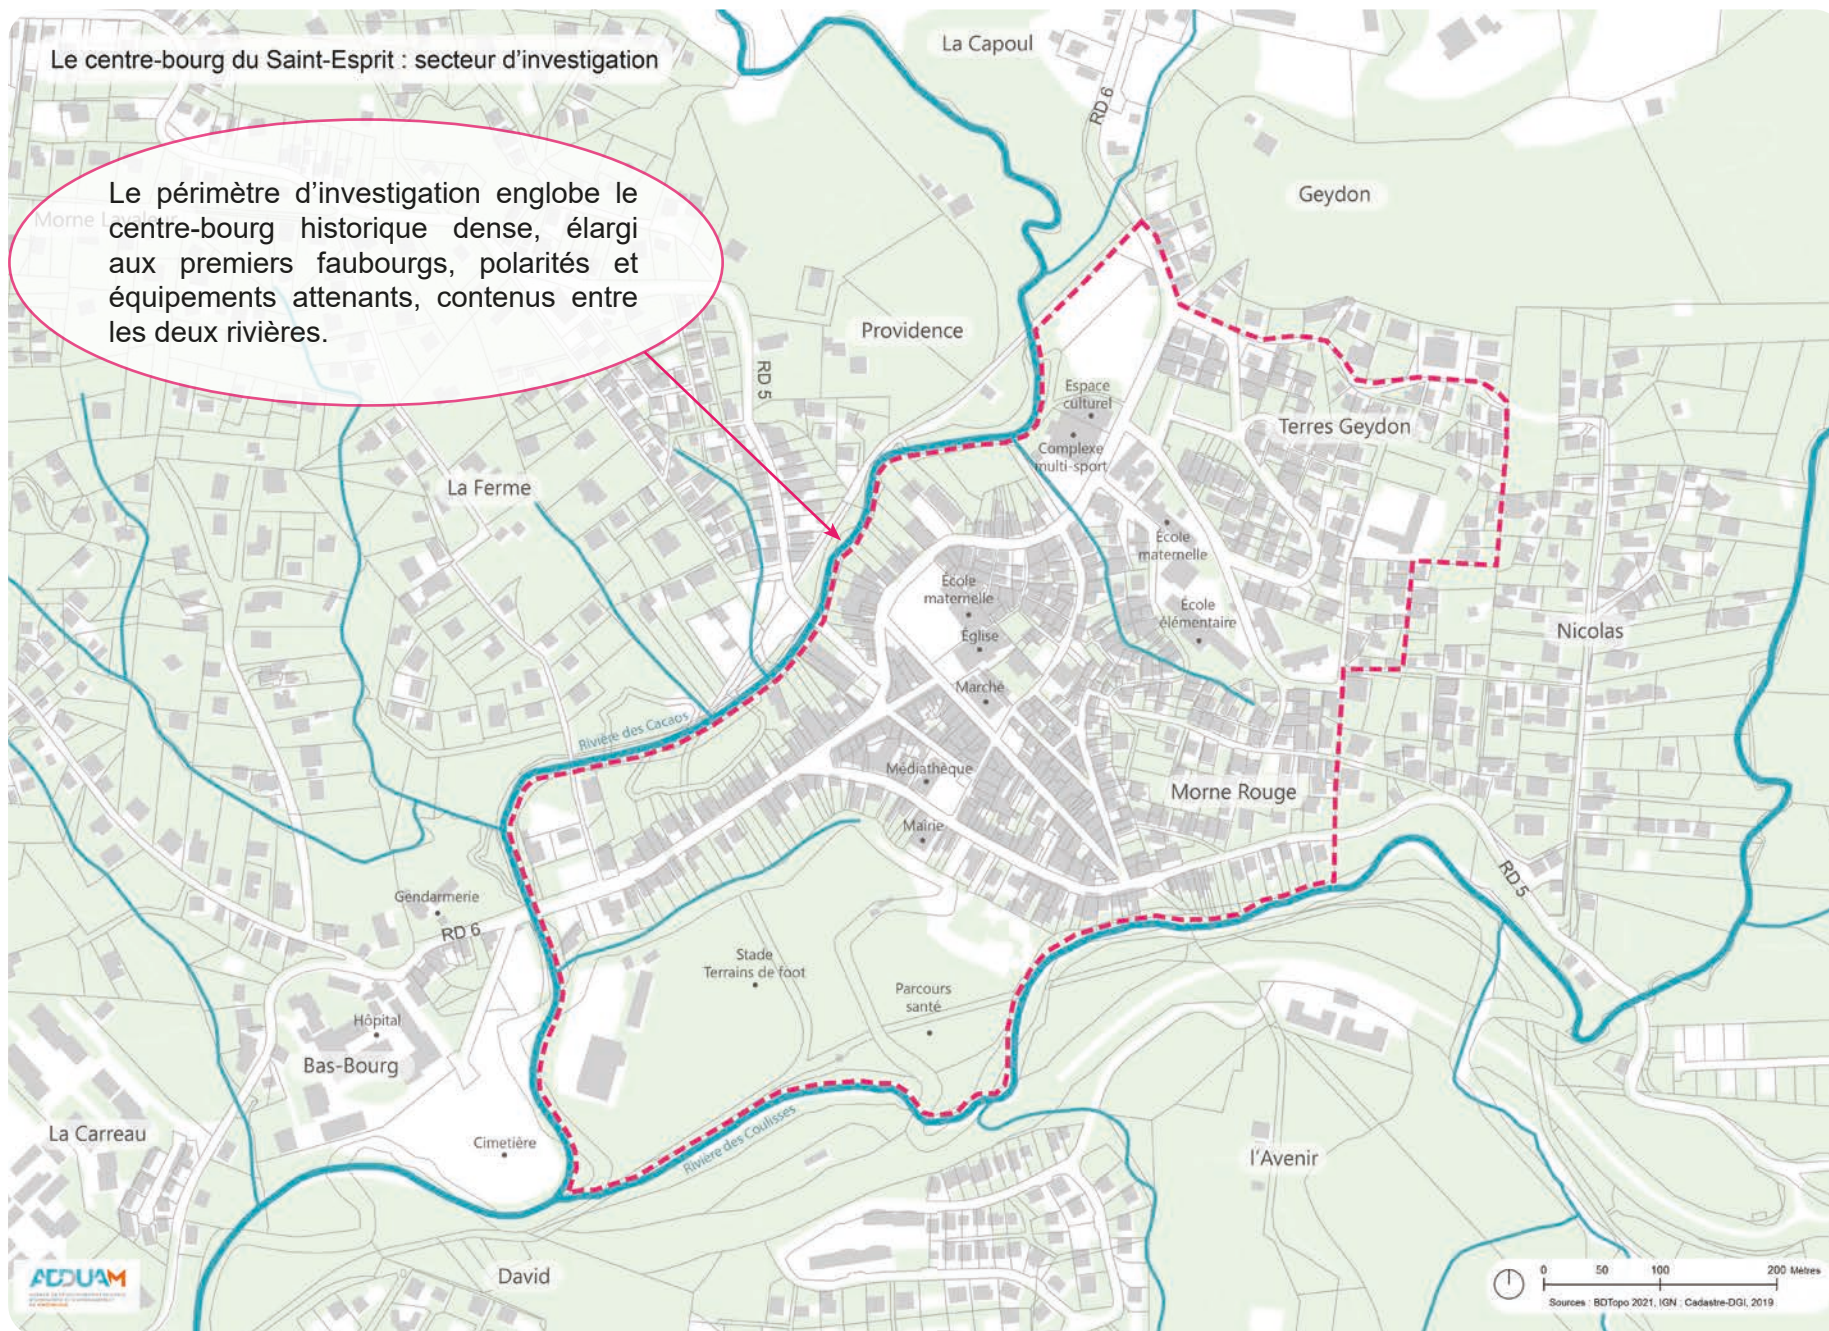 Le centre-bourg du Saint-Esprit : secteur d'investigation
La Capoul
RD 6
Le périmètre d'investigation englobe le
centre-bourg historique dense, élargi
aux premiers faubourgs, polarités et
équipements attenants, contenus entre
les deux rivières.
Morne Lavaleur
Geydon
Providence
RD 5
Espace
culturel
Terres Geydon
Complexe
multi-sport
La Ferme
École
maternelle
École
maternelle
École
élémentaire
Église
Nicolas
Marché
Rivière des Cacaos
Médiathèque
Morne Rouge
Mairie
Gendarmerie
RD 6
RD 5
Stade
Terrains de foot
Parcours
santé
Hôpital
Bas-Bourg
La Carreau
Cimetière
Rivière des Coulisses
l'Avenir
David
ADDUAM
0 50 100 200 Mètres
Sources : BDTopo 2021, IGN ; Cadastre-DGI, 2019